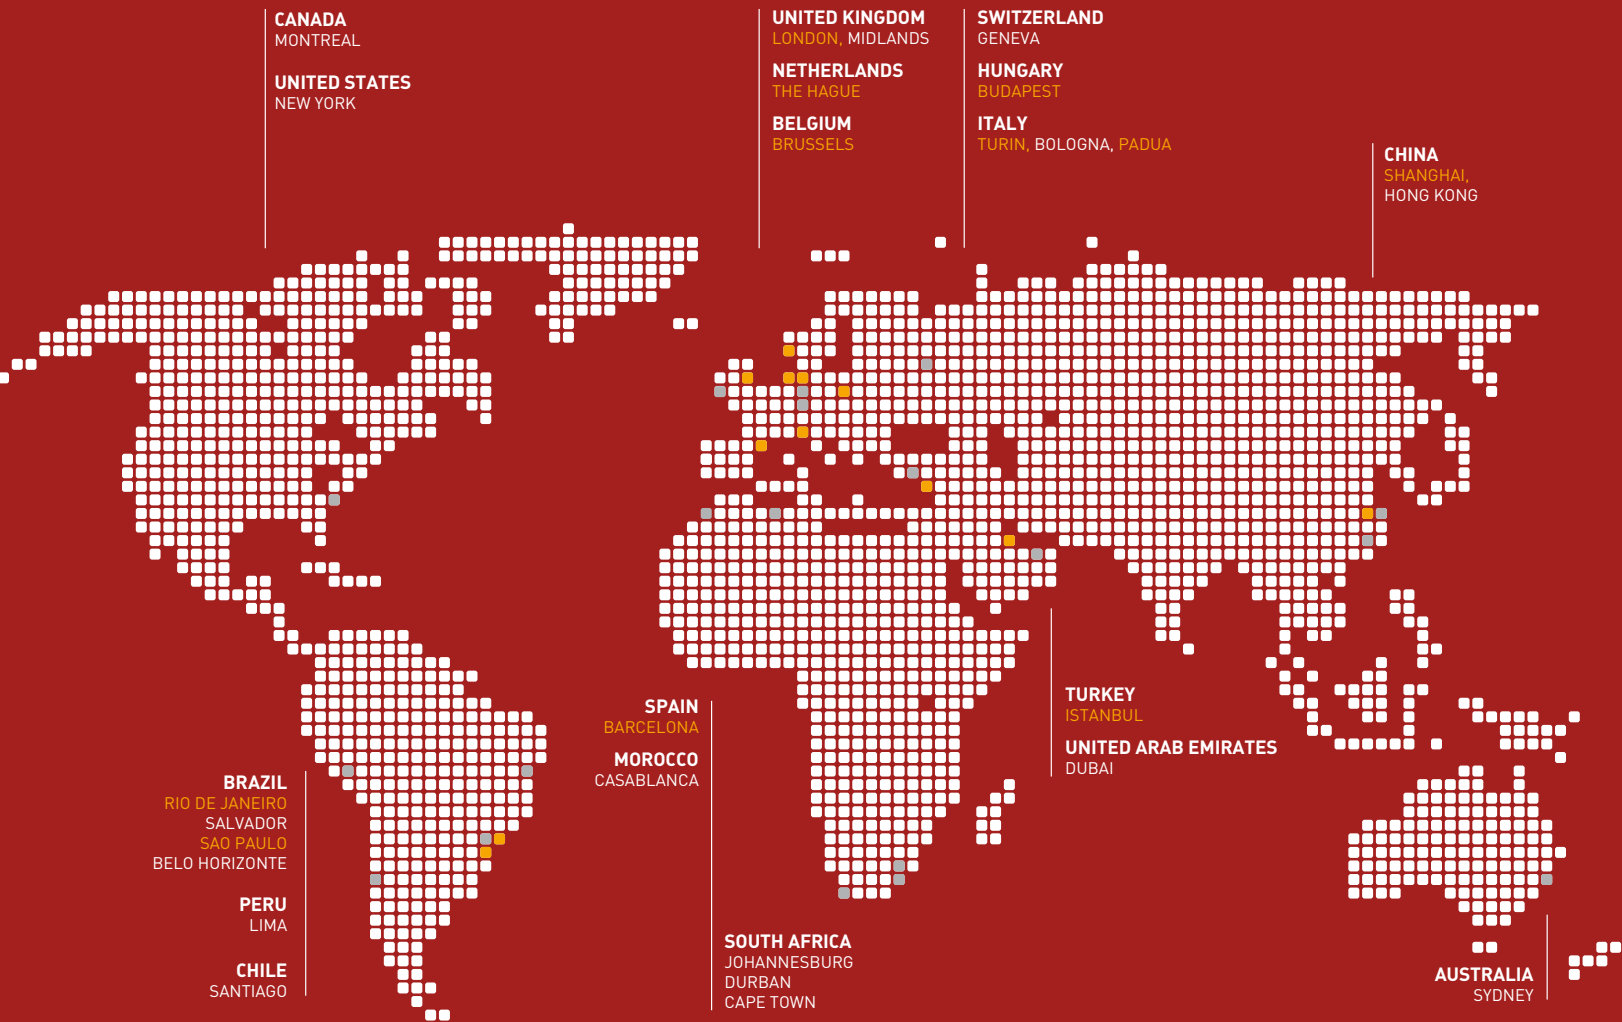 CANADA
MONTREAL
UNITED STATES
NEW YORK
UNITED KINGDOM
LONDON, MIDLANDS
NETHERLANDS
THE HAGUE
BELGIUM
BRUSSELS
SWITZERLAND
GENEVA
HUNGARY
BUDAPEST
ITALY
TURIN, BOLOGNA, PADUA
CHINA
SHANGHAI,
HONG KONG
SPAIN
BARCELONA
MOROCCO
CASABLANCA
TURKEY
ISTANBUL
UNITED ARAB EMIRATES
DUBAI
BRAZIL
RIO DE JANEIRO
SALVADOR
SAO PAULO
BELO HORIZONTE
PERU
LIMA
CHILE
SANTIAGO
SOUTH AFRICA
JOHANNESBURG
DURBAN
CAPE TOWN
AUSTRALIA
SYDNEY